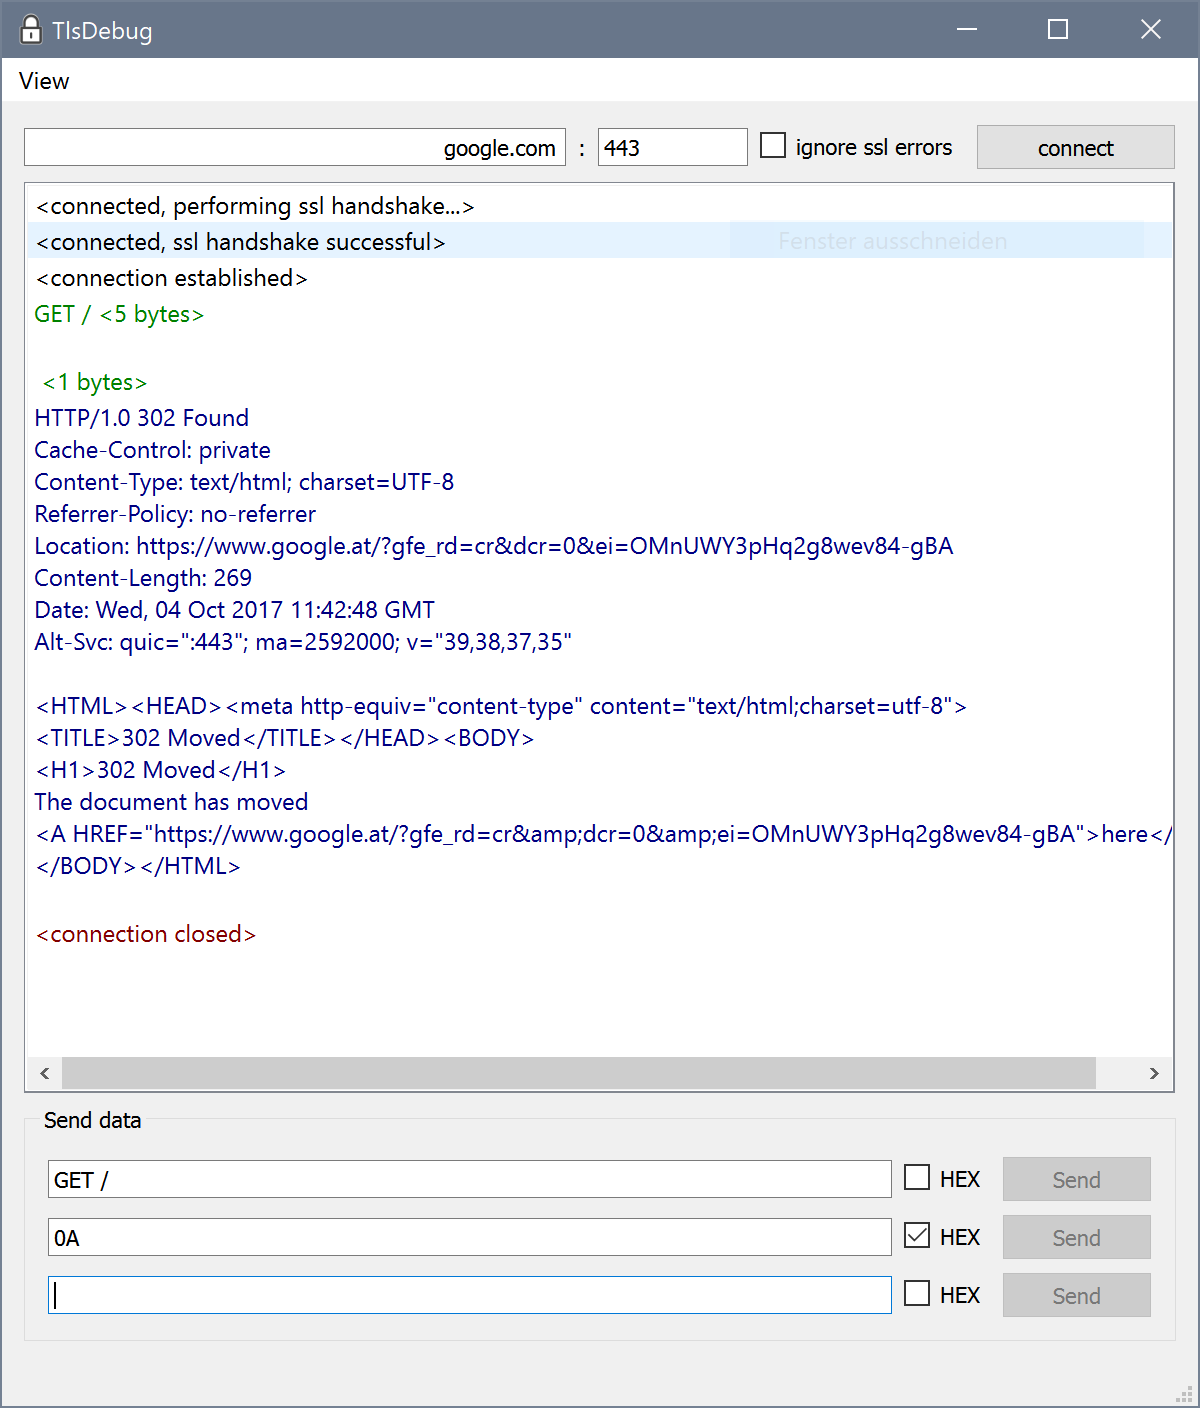 TlsDebug
View
google.com : 443 ignore ssl errors connect
<connected, performing ssl handshake...>
<connected, ssl handshake successful>
Fenster ausschneiden
<connection established>
GET / <5 bytes>
<1 bytes>
HTTP/1.0 302 Found
Cache-Control: private
Content-Type: text/html; charset=UTF-8
Referrer-Policy: no-referrer
Location: https://www.google.at/?gfe_rd=cr&dcr=0&ei=OMnUWY3pHq2g8wev84-gBA
Content-Length: 269
Date: Wed, 04 Oct 2017 11:42:48 GMT
Alt-Svc: quic=":443"; ma=2592000; v="39,38,37,35"
<HTML><HEAD><meta http-equiv="content-type" content="text/html;charset=utf-8">
<TITLE>302 Moved</TITLE></HEAD><BODY>
<H1>302 Moved</H1>
The document has moved
<A HREF="https://www.google.at/?gfe_rd=cr&amp;dcr=0&amp;ei=OMnUWY3pHq2g8wev84-gBA">here</
</BODY></HTML>
<connection closed>
Send data
GET / HEX Send
0A HEX Send
HEX Send